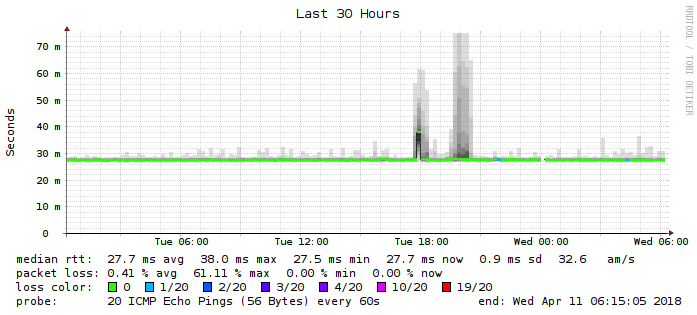 Last 30 Hours
RRDTOOL / TOBI OETIKER
Seconds
70 m
60 m
50 m
40 m
30 m
20 m
10 m
0
Tue 06:00 Tue 12:00 Tue 18:00 Wed 00:00 Wed 06:00
median rtt: 27.7 ms avg 38.0 ms max 27.5 ms min 27.7 ms now 0.9 ms sd 32.6 am/s
packet loss: 0.41 % avg 61.11 % max 0.00 % min 0.00 % now
loss color: 0 1/20 2/20 3/20 4/20 10/20 19/20
probe: 20 ICMP Echo Pings (56 Bytes) every 60s end: Wed Apr 11 06:15:05 2018